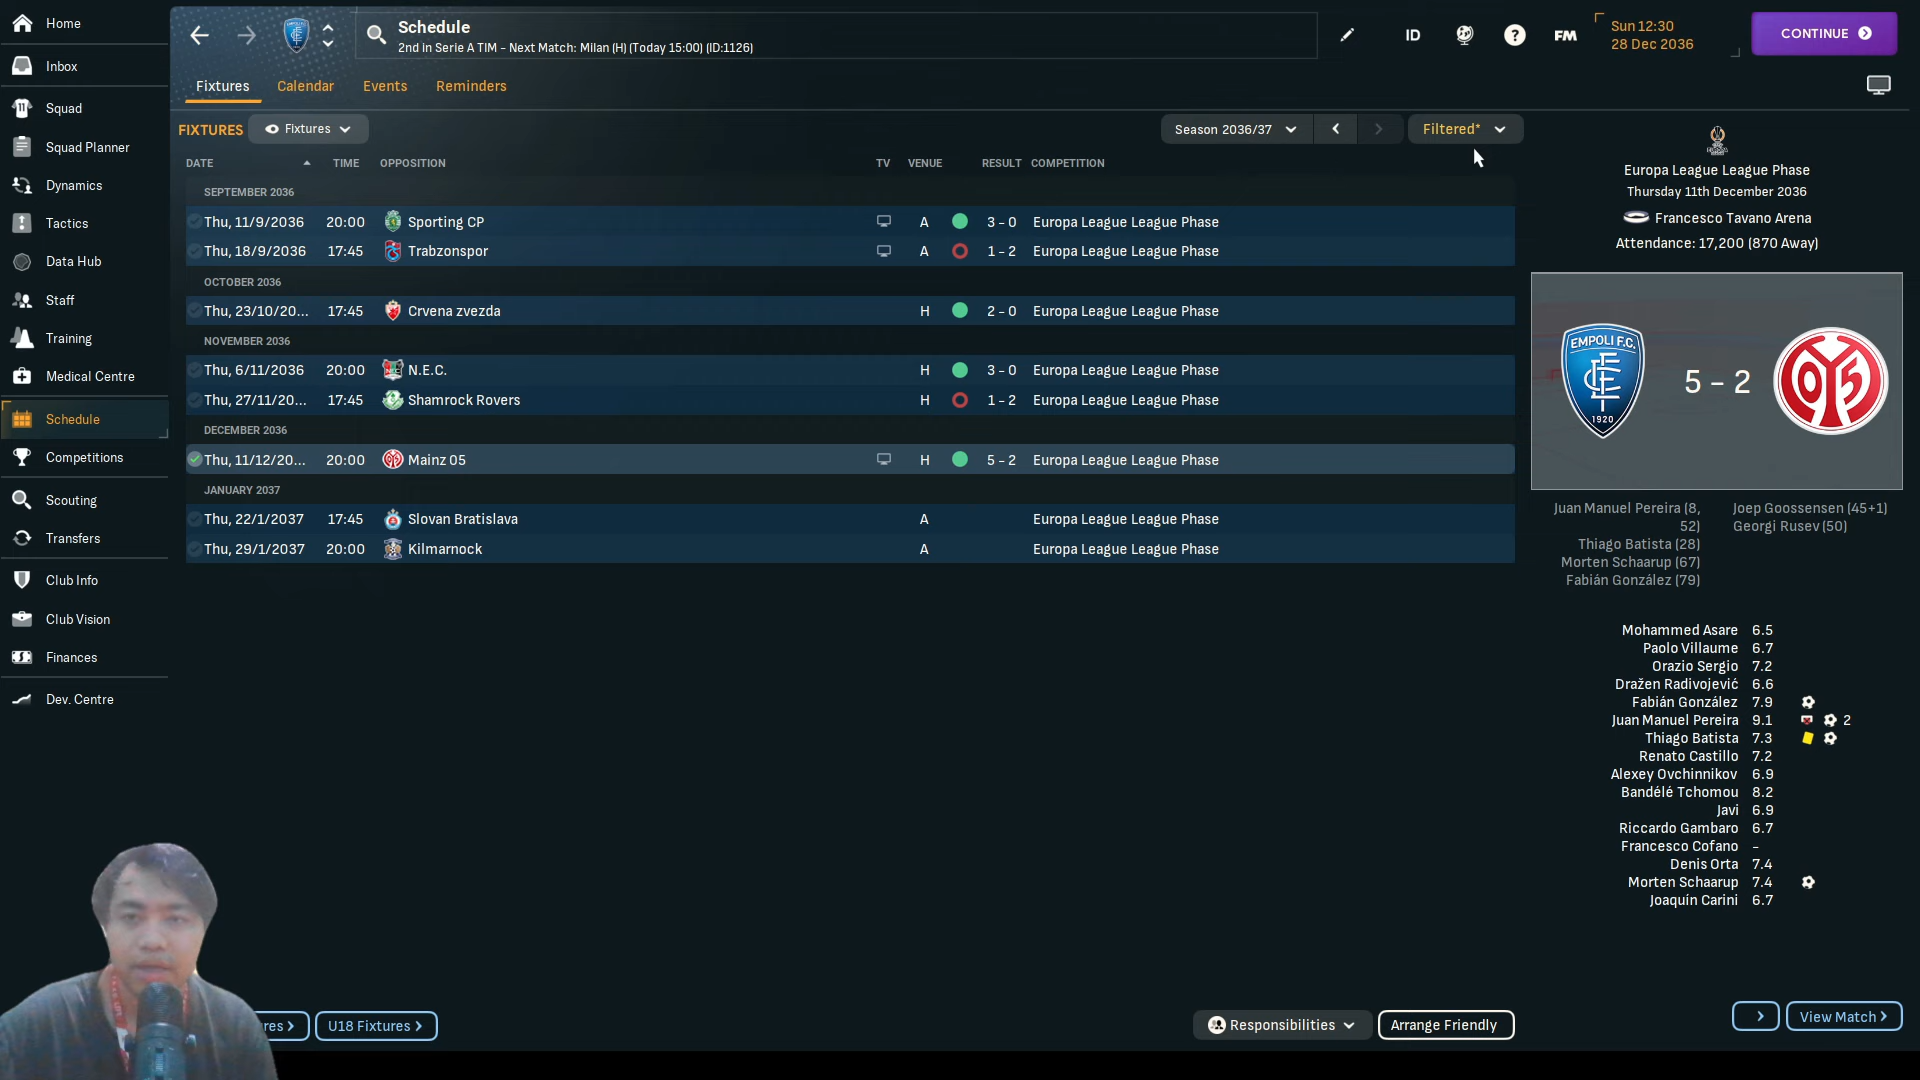 Home
Inbox
Squad
Squad Planner
Dynamics
Tactics
Data Hub
Staff
Training
Medical Centre
Schedule
Competitions
Scouting
Transfers
Club Info
Club Vision
Finances
Dev. Centre
Schedule
2nd in Serie A TIM - Next Match: Milan (H) (Today 15:00) (ID:1126)
ID
?
FM
Sun 12:30
28 Dec 2036
CONTINUE
Fixtures Calendar Events Reminders
FIXTURES Fixtures Season 2036/37 Filtered*
DATE TIME OPPOSITION TV VENUE RESULT COMPETITION
SEPTEMBER 2036
Thu, 11/9/2036 20:00 Sporting CP A 3 - 0 Europa League League Phase
Thu, 18/9/2036 17:45 Trabzonspor A 1 - 2 Europa League League Phase
OCTOBER 2036
Thu, 23/10/20... 17:45 Crvena zvezda H 2 - 0 Europa League League Phase
NOVEMBER 2036
Thu, 6/11/2036 20:00 N.E.C. H 3 - 0 Europa League League Phase
Thu, 27/11/20... 17:45 Shamrock Rovers H 1 - 2 Europa League League Phase
DECEMBER 2036
Thu, 11/12/20... 20:00 Mainz 05 H 5 - 2 Europa League League Phase
JANUARY 2037
Thu, 22/1/2037 17:45 Slovan Bratislava A Europa League League Phase
Thu, 29/1/2037 20:00 Kilmarnock A Europa League League Phase
Europa League League Phase
Thursday 11th December 2036
Francesco Tavano Arena
Attendance: 17,200 (870 Away)
EMPOLI F.C.
1920
5 - 2
Juan Manuel Pereira (8,
52)
Thiago Batista (28)
Morten Schaarup (67)
Fabián González (79)
Joep Goossensen (45+1)
Georgi Rusev (50)
Mohammed Asare 6.5
Paolo Villaume 6.7
Orazio Sergio 7.2
Dražen Radivojević 6.6
Fabián González 7.9
Juan Manuel Pereira 9.1 2
Thiago Batista 7.3
Renato Castillo 7.2
Alexey Ovchinnikov 6.9
Bandélé Tchomou 8.2
Javi 6.9
Riccardo Gambaro 6.7
Francesco Cofano -
Denis Orta 7.4
Morten Schaarup 7.4
Joaquín Carini 6.7
res U18 Fixtures Responsibilities Arrange Friendly View Match